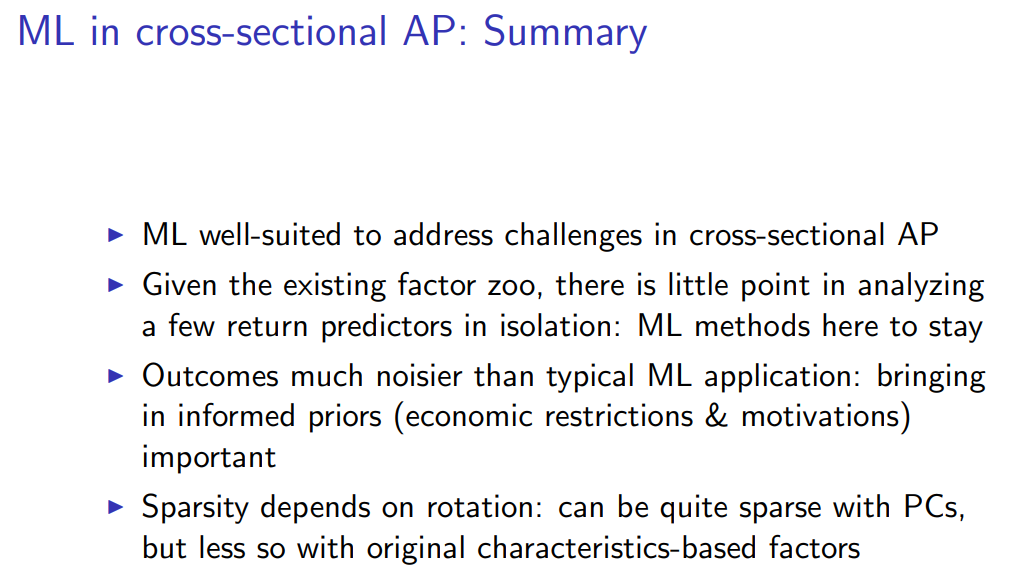 ML in cross-sectional AP: Summary
▶ ML well-suited to address challenges in cross-sectional AP
▶ Given the existing factor zoo, there is little point in analyzing
a few return predictors in isolation: ML methods here to stay
▶ Outcomes much noisier than typical ML application: bringing
in informed priors (economic restrictions & motivations)
important
▶ Sparsity depends on rotation: can be quite sparse with PCs,
but less so with original characteristics-based factors